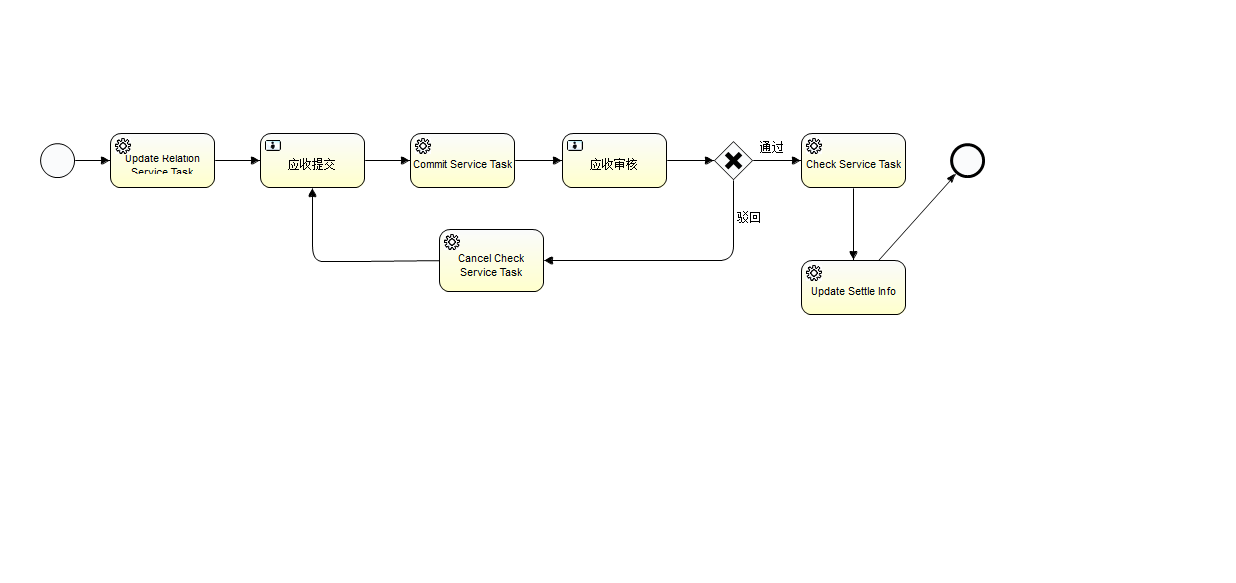 Update Relation
Service Task
应收提交
Commit Service Task
应收审核
通过
Check Service Task
驳回
Cancel Check
Service Task
Update Settle Info